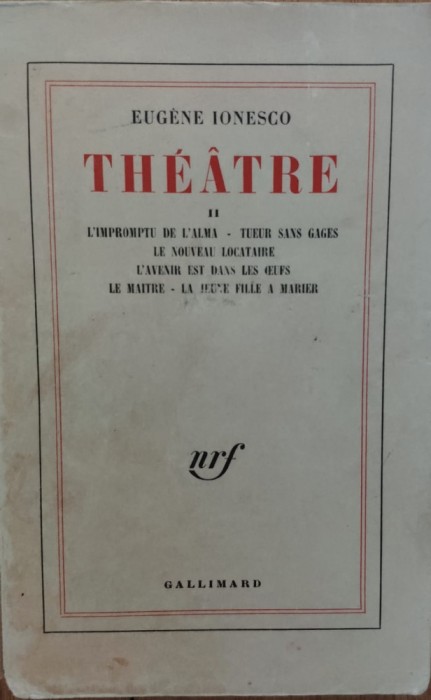 EUGÈNE IONESCO
THÉÂTRE
II
L'IMPROMPTU DE L'ALMA - TUEUR SANS GAGES
LE NOUVEAU LOCATAIRE
L'AVENIR EST DANS LES ŒUFS
LE MAITRE - LA JEUNE FILLE A MARIER
nrf
GALLIMARD